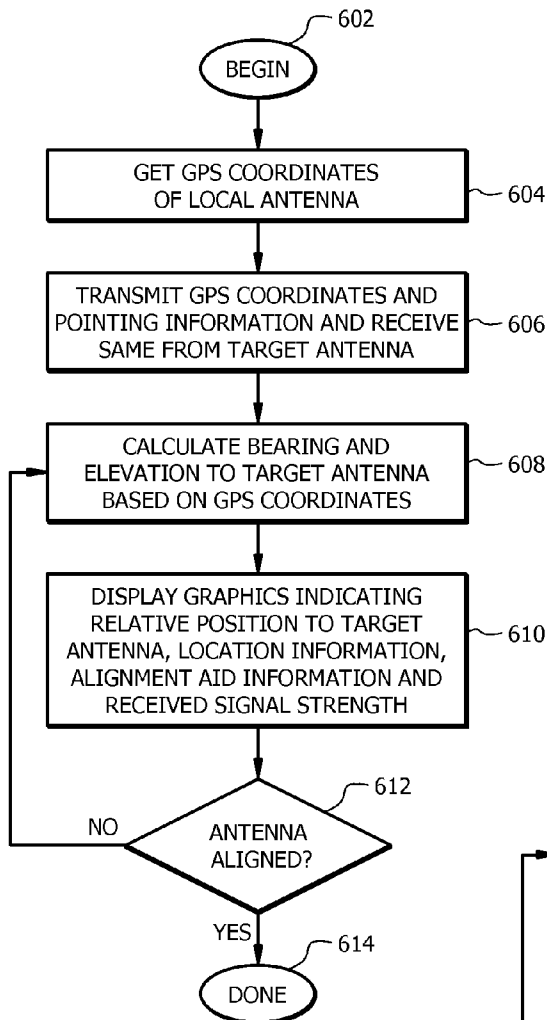 602
BEGIN
GET GPS COORDINATES
OF LOCAL ANTENNA
604
TRANSMIT GPS COORDINATES AND
POINTING INFORMATION AND RECEIVE
SAME FROM TARGET ANTENNA
606
CALCULATE BEARING AND
ELEVATION TO TARGET ANTENNA
BASED ON GPS COORDINATES
608
DISPLAY GRAPHICS INDICATING
RELATIVE POSITION TO TARGET
ANTENNA, LOCATION INFORMATION,
ALIGNMENT AID INFORMATION AND
RECEIVED SIGNAL STRENGTH
610
612
NO
ANTENNA
ALIGNED?
YES
614
DONE